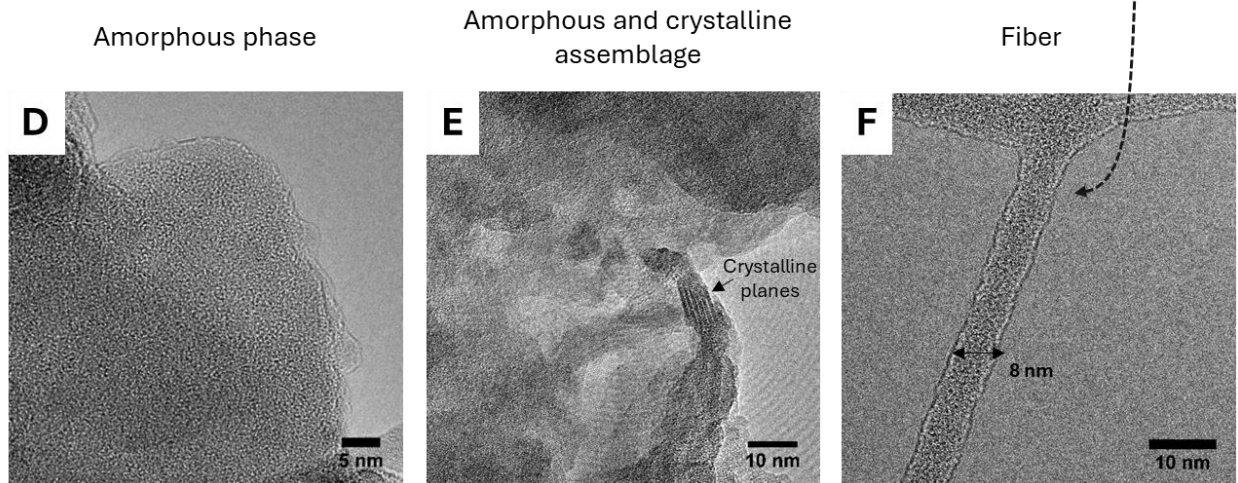 Amorphous phase
Amorphous and crystalline
assemblage
Fiber
D
E
F
Crystalline
planes
8 nm
5 nm
10 nm
10 nm